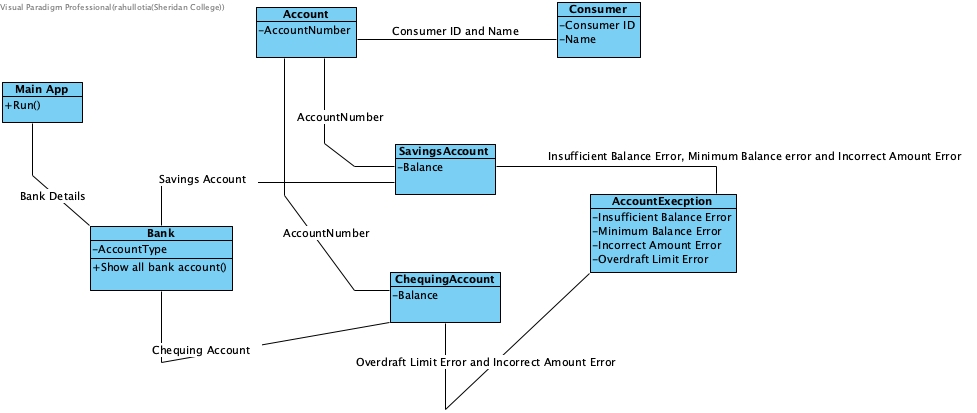 Visual Paradigm Professional(rahullotia(Sheridan College))
Account
-AccountNumber
Consumer ID and Name
Consumer
-Consumer ID
-Name
Main App
+Run()
AccountNumber
SavingsAccount
-Balance
Insufficient Balance Error, Minimum Balance error and Incorrect Amount Error
Savings Account
Bank Details
AccountExecption
-Insufficient Balance Error
-Minimum Balance Error
-Incorrect Amount Error
-Overdraft Limit Error
Bank
-AccountType
+Show all bank account()
AccountNumber
ChequingAccount
-Balance
Chequing Account
Overdraft Limit Error and Incorrect Amount Error